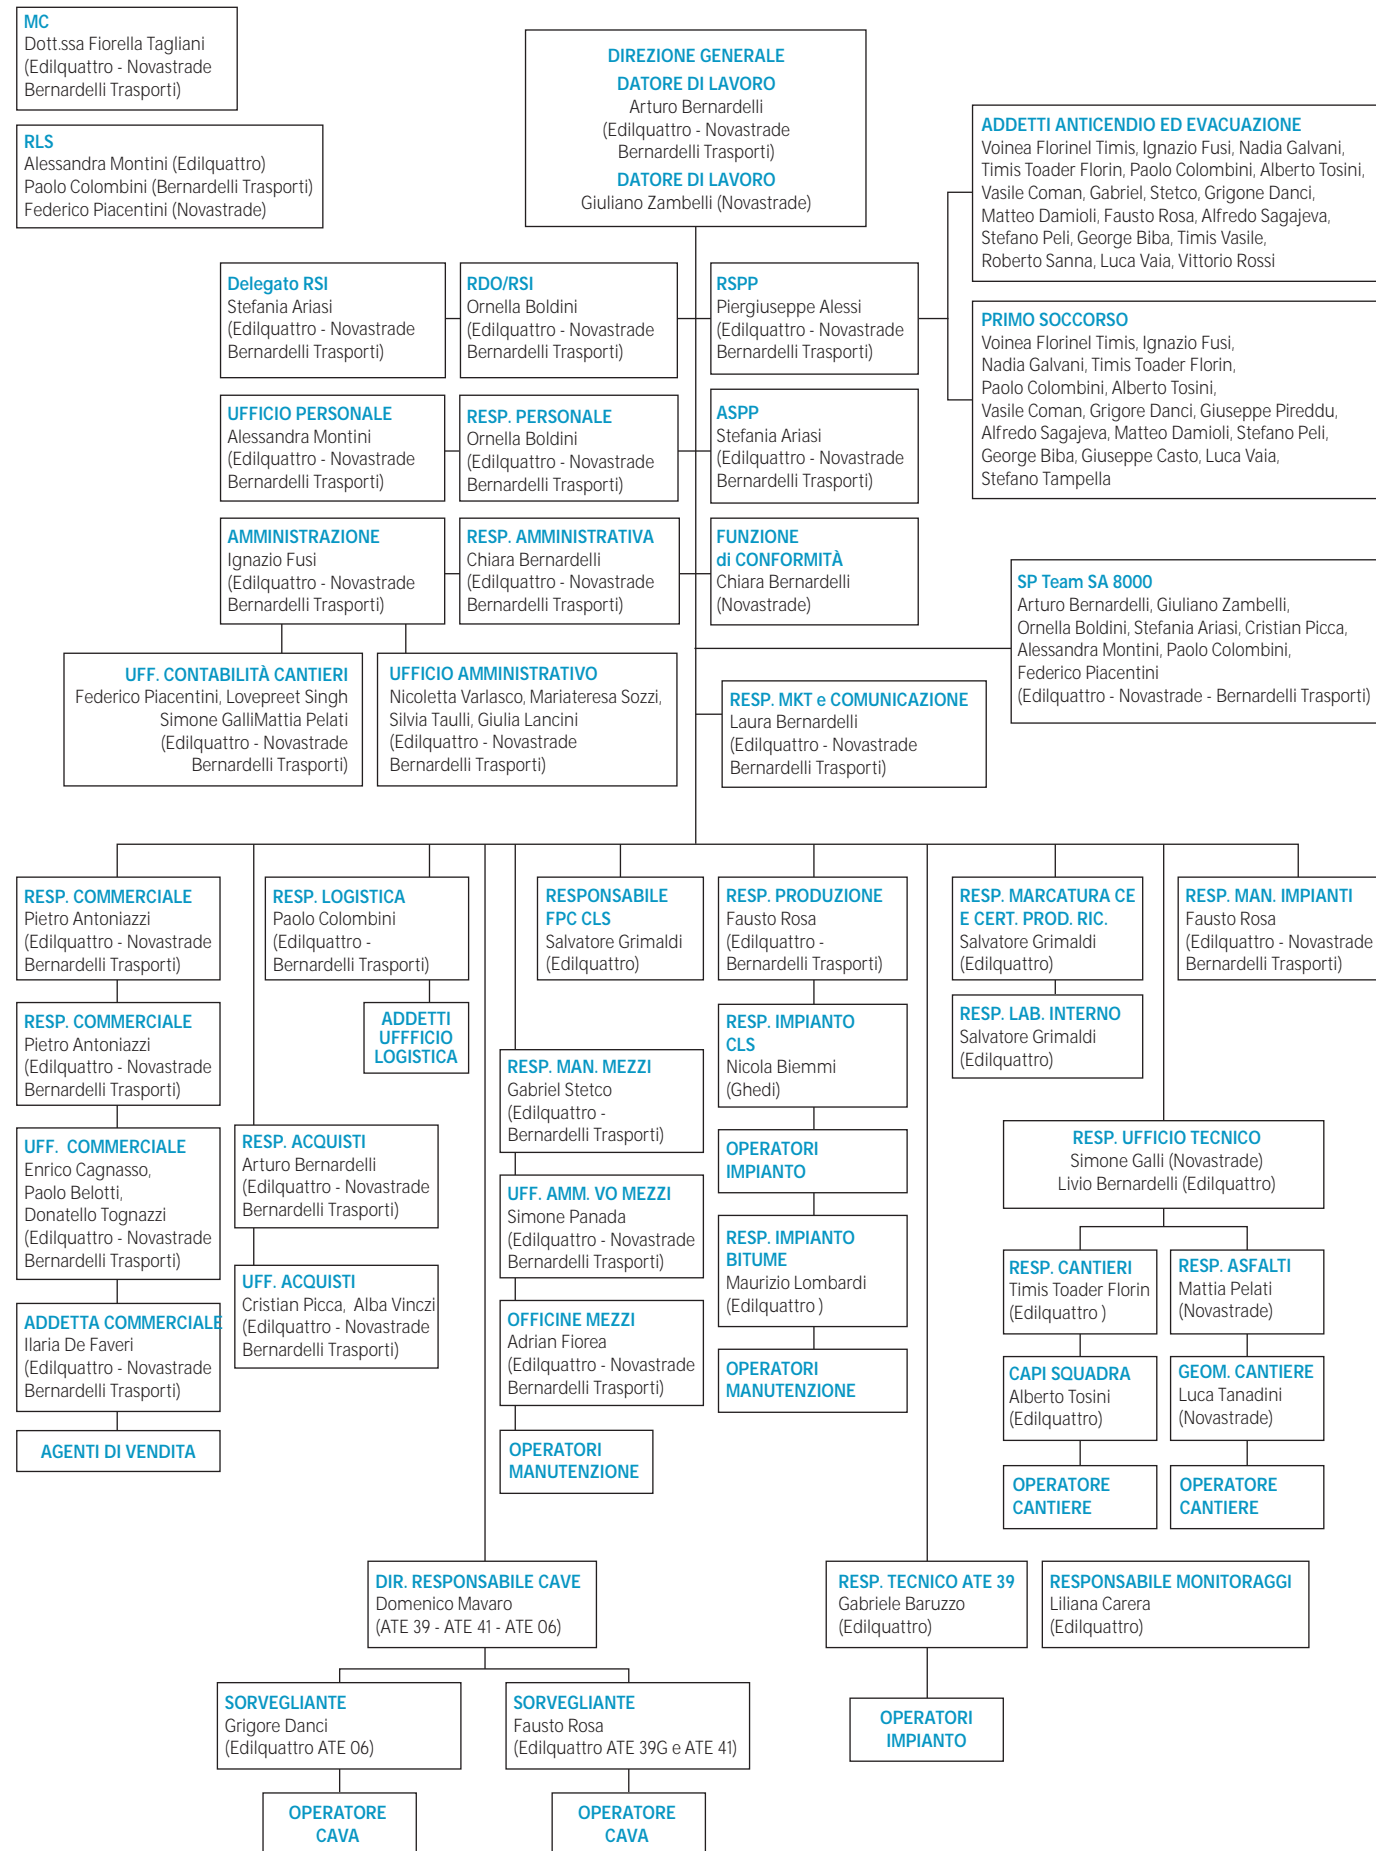 MC
Dott.ssa Fiorella Tagliani
(Edilquattro - Novastrade
Bernardelli Trasporti)
RLS
Alessandra Montini (Edilquattro)
Paolo Colombini (Bernardelli Trasporti)
Federico Piacentini (Novastrade)
DIREZIONE GENERALE
DATORE DI LAVORO
Arturo Bernardelli
(Edilquattro - Novastrade
Bernardelli Trasporti)
DATORE DI LAVORO
Giuliano Zambelli (Novastrade)
ADDETTI ANTICENDIO ED EVACUAZIONE
Voinea Florinel Timis, Ignazio Fusi, Nadia Galvani,
Timis Toader Florin, Paolo Colombini, Alberto Tosini,
Vasile Coman, Gabriel, Stetco, Grigone Danci,
Matteo Damioli, Fausto Rosa, Alfredo Sagajeva,
Stefano Peli, George Biba, Timis Vasile,
Roberto Sanna, Luca Vaia, Vittorio Rossi
Delegato RSI
Stefania Ariasi
(Edilquattro - Novastrade
Bernardelli Trasporti)
RDO/RSI
Ornella Boldini
(Edilquattro - Novastrade
Bernardelli Trasporti)
RSPP
Piergiuseppe Alessi
(Edilquattro - Novastrade
Bernardelli Trasporti)
PRIMO SOCCORSO
Voinea Florinel Timis, Ignazio Fusi,
Nadia Galvani, Timis Toader Florin,
Paolo Colombini, Alberto Tosini,
Vasile Coman, Grigore Danci, Giuseppe Pireddu,
Alfredo Sagajeva, Matteo Damioli, Stefano Peli,
George Biba, Giuseppe Casto, Luca Vaia,
Stefano Tampella
UFFICIO PERSONALE
Alessandra Montini
(Edilquattro - Novastrade
Bernardelli Trasporti)
RESP. PERSONALE
Ornella Boldini
(Edilquattro - Novastrade
Bernardelli Trasporti)
ASPP
Stefania Ariasi
(Edilquattro - Novastrade
Bernardelli Trasporti)
AMMINISTRAZIONE
Ignazio Fusi
(Edilquattro - Novastrade
Bernardelli Trasporti)
RESP. AMMINISTRATIVA
Chiara Bernardelli
(Edilquattro - Novastrade
Bernardelli Trasporti)
FUNZIONE
di CONFORMITÀ
Chiara Bernardelli
(Novastrade)
SP Team SA 8000
Arturo Bernardelli, Giuliano Zambelli,
Ornella Boldini, Stefania Ariasi, Cristian Picca,
Alessandra Montini, Paolo Colombini,
Federico Piacentini
(Edilquattro - Novastrade - Bernardelli Trasporti)
UFF. CONTABILITÀ CANTIERI
Federico Piacentini, Lovepreet Singh
Simone GalliMattia Pelati
(Edilquattro - Novastrade
Bernardelli Trasporti)
UFFICIO AMMINISTRATIVO
Nicoletta Varlasco, Mariateresa Sozzi,
Silvia Taulli, Giulia Lancini
(Edilquattro - Novastrade
Bernardelli Trasporti)
RESP. MKT e COMUNICAZIONE
Laura Bernardelli
(Edilquattro - Novastrade
Bernardelli Trasporti)
RESP. COMMERCIALE
Pietro Antoniazzi
(Edilquattro - Novastrade
Bernardelli Trasporti)
RESP. LOGISTICA
Paolo Colombini
(Edilquattro -
Bernardelli Trasporti)
RESPONSABILE
FPC CLS
Salvatore Grimaldi
(Edilquattro)
RESP. PRODUZIONE
Fausto Rosa
(Edilquattro -
Bernardelli Trasporti)
RESP. MARCATURA CE
E CERT. PROD. RIC.
Salvatore Grimaldi
(Edilquattro)
RESP. MAN. IMPIANTI
Fausto Rosa
(Edilquattro - Novastrade
Bernardelli Trasporti)
RESP. COMMERCIALE
Pietro Antoniazzi
(Edilquattro - Novastrade
Bernardelli Trasporti)
ADDETTI
UFFFICIO
LOGISTICA
RESP. MAN. MEZZI
Gabriel Stetco
(Edilquattro -
Bernardelli Trasporti)
RESP. IMPIANTO
CLS
Nicola Biemmi
(Ghedi)
RESP. LAB. INTERNO
Salvatore Grimaldi
(Edilquattro)
UFF. COMMERCIALE
Enrico Cagnasso,
Paolo Belotti,
Donatello Tognazzi
(Edilquattro - Novastrade
Bernardelli Trasporti)
RESP. ACQUISTI
Arturo Bernardelli
(Edilquattro - Novastrade
Bernardelli Trasporti)
OPERATORI
IMPIANTO
RESP. UFFICIO TECNICO
Simone Galli (Novastrade)
Livio Bernardelli (Edilquattro)
UFF. AMM. VO MEZZI
Simone Panada
(Edilquattro - Novastrade
Bernardelli Trasporti)
RESP. IMPIANTO
BITUME
Maurizio Lombardi
(Edilquattro )
RESP. CANTIERI
Timis Toader Florin
(Edilquattro )
RESP. ASFALTI
Mattia Pelati
(Novastrade)
UFF. ACQUISTI
Cristian Picca, Alba Vinczi
(Edilquattro - Novastrade
Bernardelli Trasporti)
ADDETTA COMMERCIALE
Ilaria De Faveri
(Edilquattro - Novastrade
Bernardelli Trasporti)
OFFICINE MEZZI
Adrian Fiorea
(Edilquattro - Novastrade
Bernardelli Trasporti)
OPERATORI
MANUTENZIONE
CAPI SQUADRA
Alberto Tosini
(Edilquattro)
GEOM. CANTIERE
Luca Tanadini
(Novastrade)
AGENTI DI VENDITA
OPERATORI
MANUTENZIONE
OPERATORE
CANTIERE
OPERATORE
CANTIERE
DIR. RESPONSABILE CAVE
Domenico Mavaro
(ATE 39 - ATE 41 - ATE 06)
RESP. TECNICO ATE 39
Gabriele Baruzzo
(Edilquattro)
RESPONSABILE MONITORAGGI
Liliana Carera
(Edilquattro)
SORVEGLIANTE
Grigore Danci
(Edilquattro ATE 06)
SORVEGLIANTE
Fausto Rosa
(Edilquattro ATE 39G e ATE 41)
OPERATORI
IMPIANTO
OPERATORE
CAVA
OPERATORE
CAVA